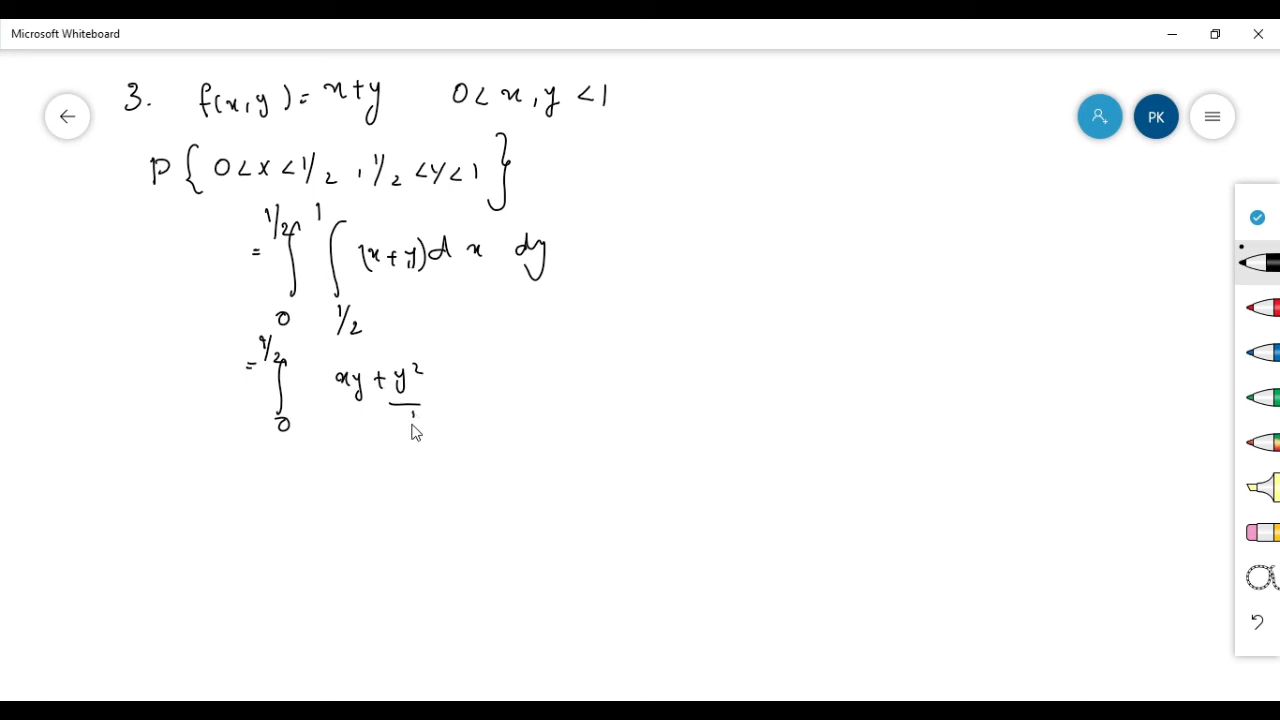 Microsoft Whiteboard
3. f(x,y) = x+y 0 < x, y < 1
PK
P { 0 < X < 1/2 , 1/2 < Y < 1 }
= ∫_0^{1/2} ∫_{1/2}^1 (x+y) dx dy
= ∫_0^{1/2} xy + y²